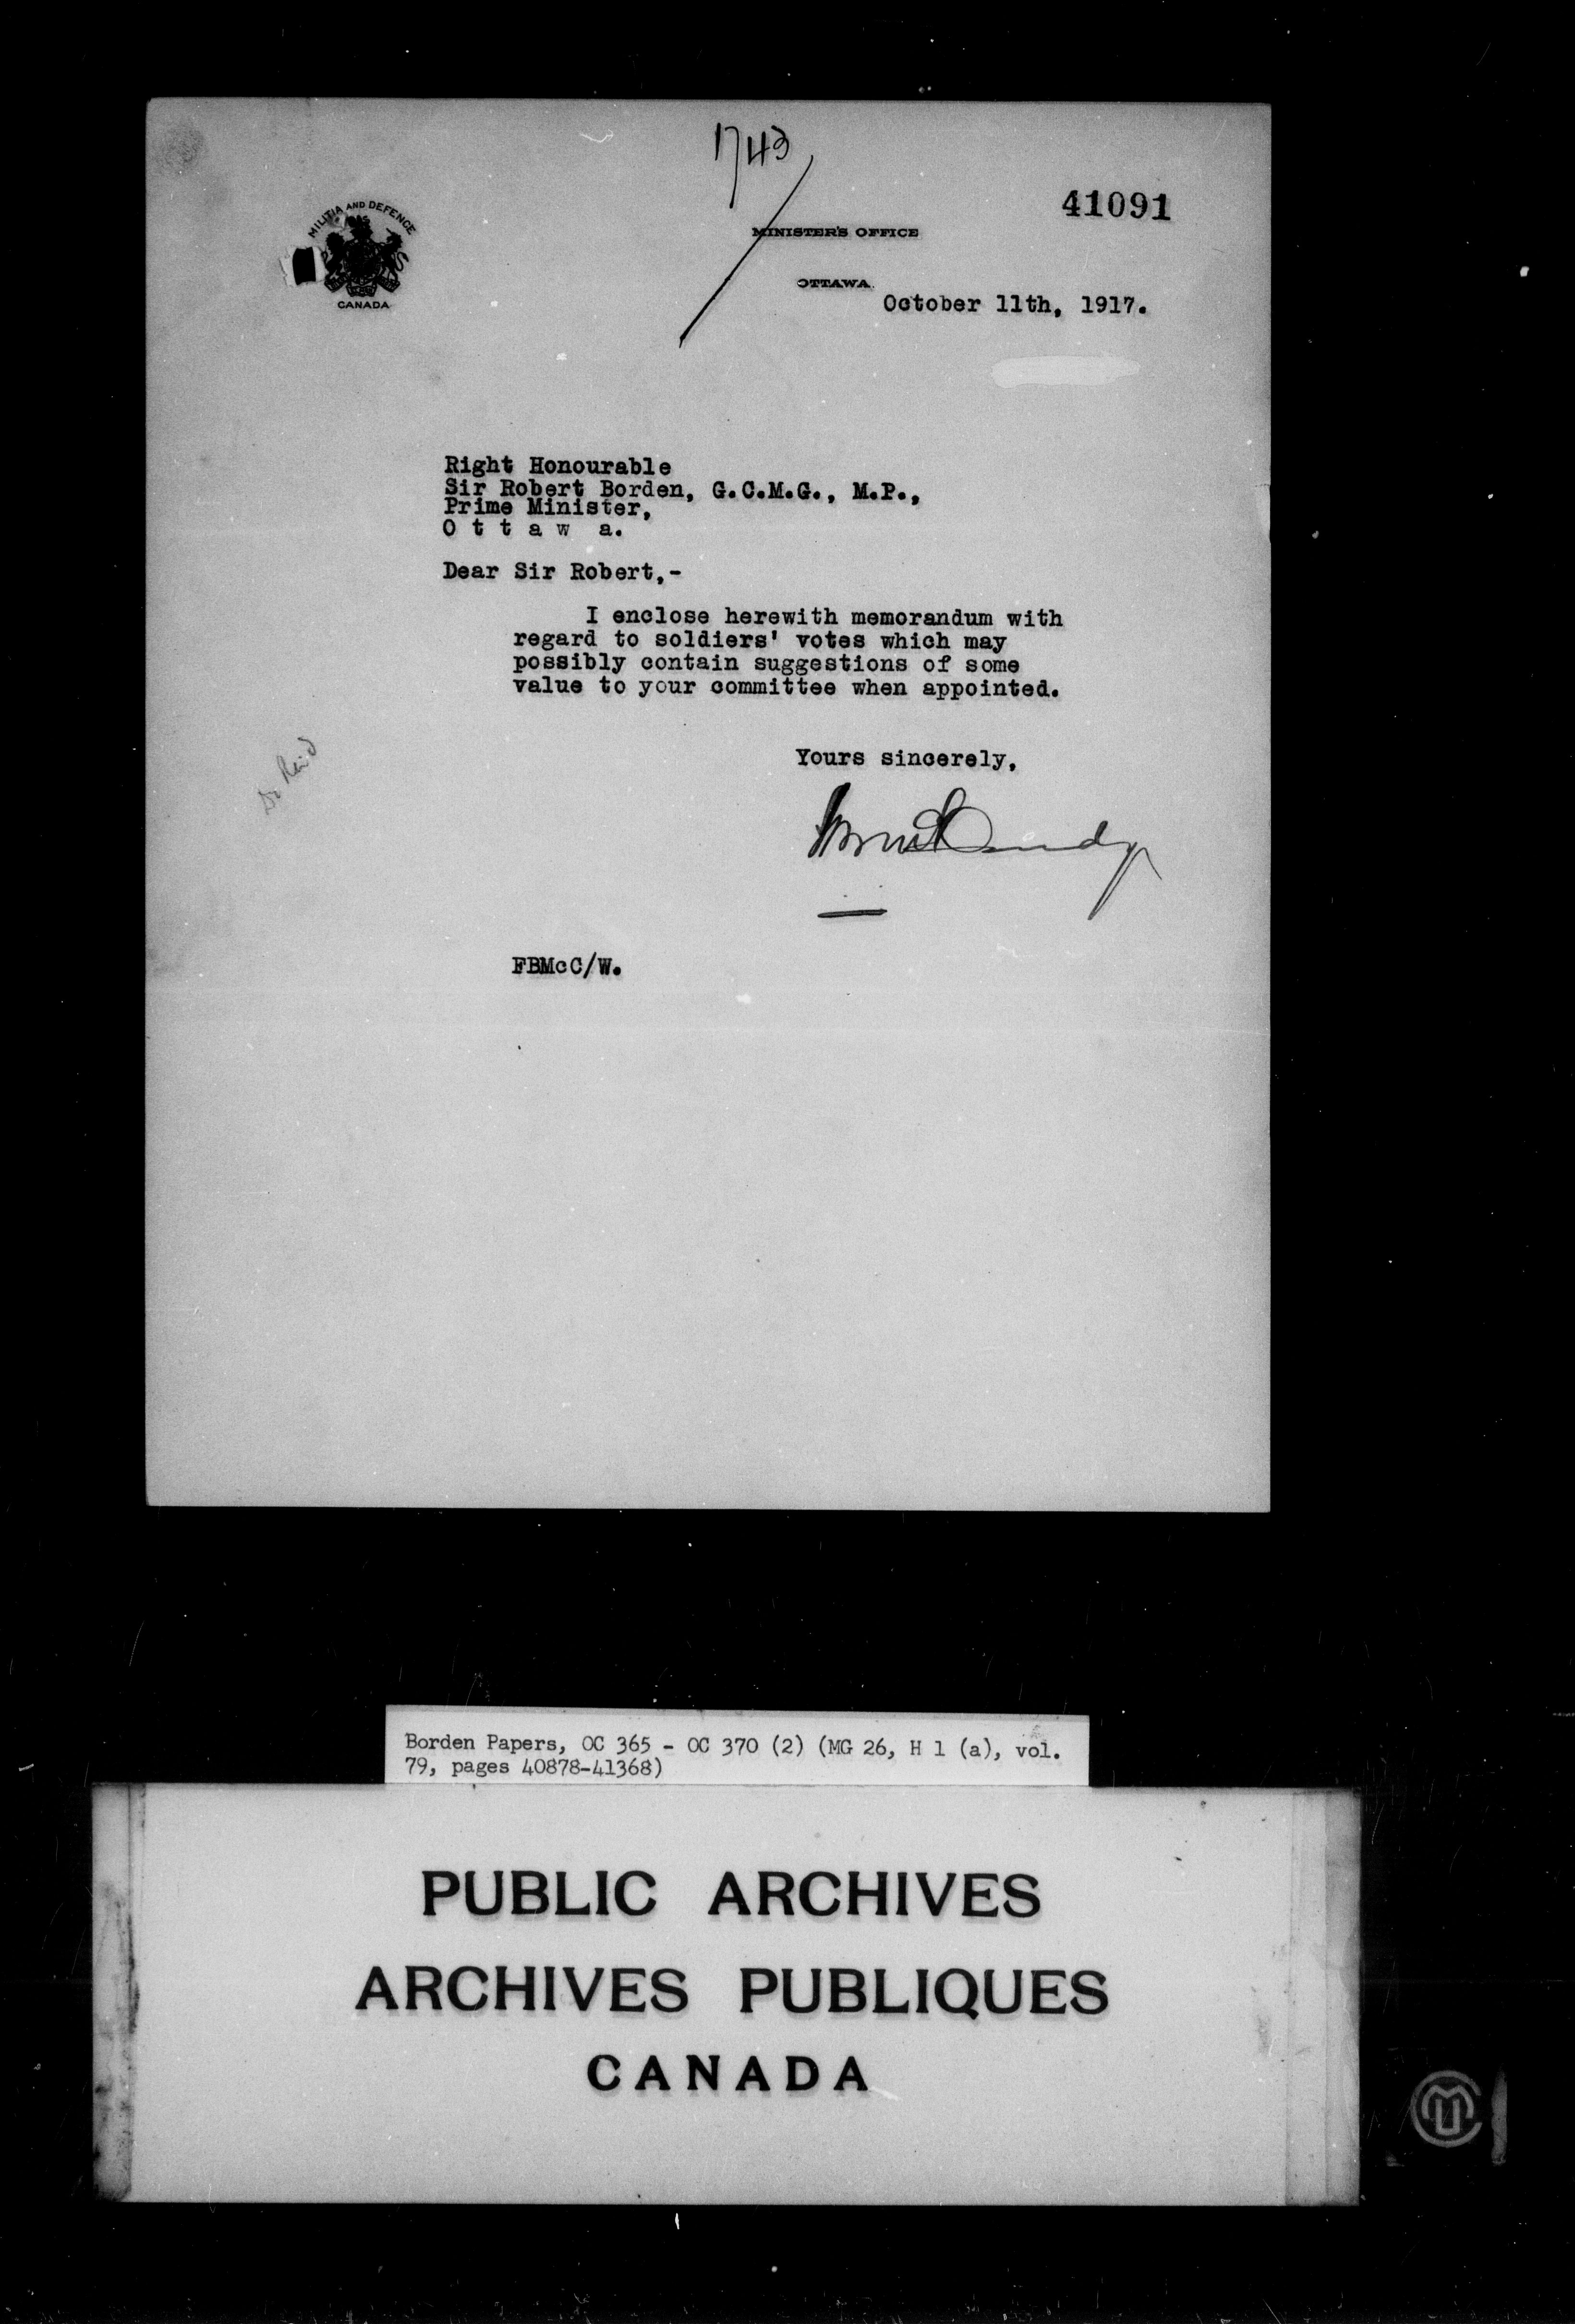 1743
41091
MILITIA AND DEFENCE
CANADA
MINISTER'S OFFICE
OTTAWA.
October 11th, 1917.
Right Honourable
Sir Robert Borden, G.C.M.G., M.P.,
Prime Minister,
O t t a w a.
Dear Sir Robert,-
I enclose herewith memorandum with
regard to soldiers' votes which may
possibly contain suggestions of some
value to your committee when appointed.
Yours sincerely,
Dr Reid
FBMcC/W.
Borden Papers, OC 365 - OC 370 (2) (MG 26, H 1 (a), vol.
79, pages 40878-41368)
PUBLIC ARCHIVES
ARCHIVES PUBLIQUES
CANADA